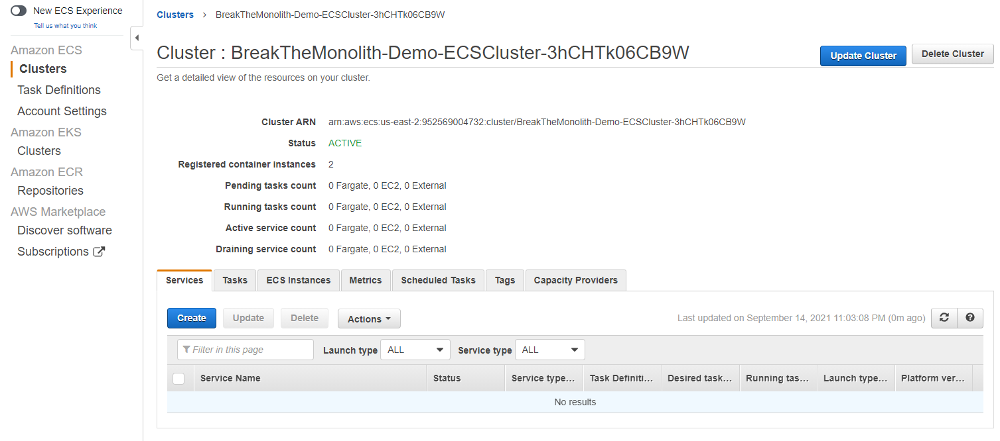 New ECS Experience
Tell us what you think
Amazon ECS
Clusters
Task Definitions
Account Settings
Amazon EKS
Clusters
Amazon ECR
Repositories
AWS Marketplace
Discover software
Subscriptions
Clusters > BreakTheMonolith-Demo-ECSCluster-3hCHTk06CB9W
Cluster : BreakTheMonolith-Demo-ECSCluster-3hCHTk06CB9W
Update Cluster Delete Cluster
Get a detailed view of the resources on your cluster.
Cluster ARN arn:aws:ecs:us-east-2:952569004732:cluster/BreakTheMonolith-Demo-ECSCluster-3hCHTk06CB9W
Status ACTIVE
Registered container instances 2
Pending tasks count 0 Fargate, 0 EC2, 0 External
Running tasks count 0 Fargate, 0 EC2, 0 External
Active service count 0 Fargate, 0 EC2, 0 External
Draining service count 0 Fargate, 0 EC2, 0 External
Services Tasks ECS Instances Metrics Scheduled Tasks Tags Capacity Providers
Create Update Delete Actions Last updated on September 14, 2021 11:03:08 PM (0m ago)
Filter in this page Launch type ALL Service type ALL
Service Name Status Service type... Task Definiti... Desired task... Running tas... Launch type... Platform ver...
No results